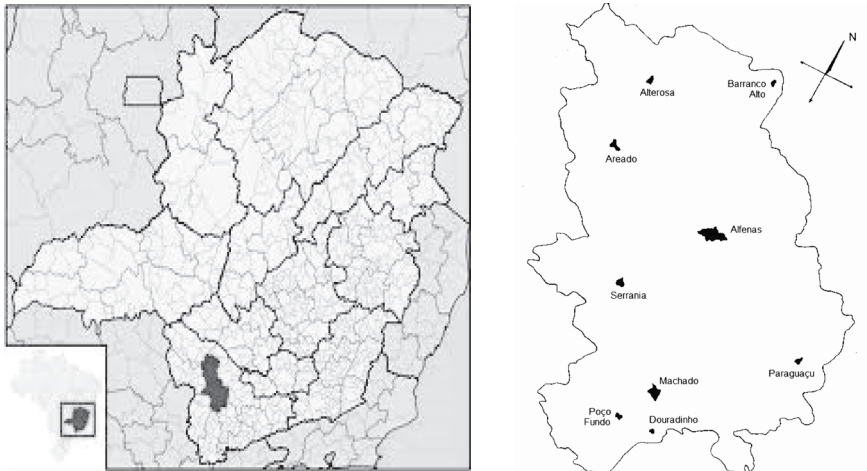 N
Alterosa
Barranco
Alto
Areado
Alfenas
Serrania
Paraguaçu
Machado
Poço
Fundo
Douradinho